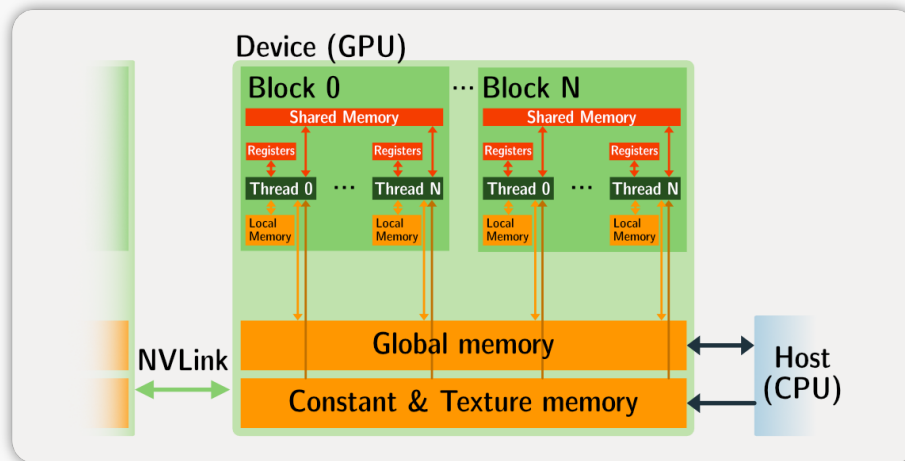 Device (GPU)
Block 0
...
Block N
Shared Memory
Shared Memory
Registers
Registers
Registers
Registers
Thread 0
...
Thread N
Thread 0
...
Thread N
Local
Memory
Local
Memory
Local
Memory
Local
Memory
Global memory
NVLink
Host
(CPU)
Constant & Texture memory